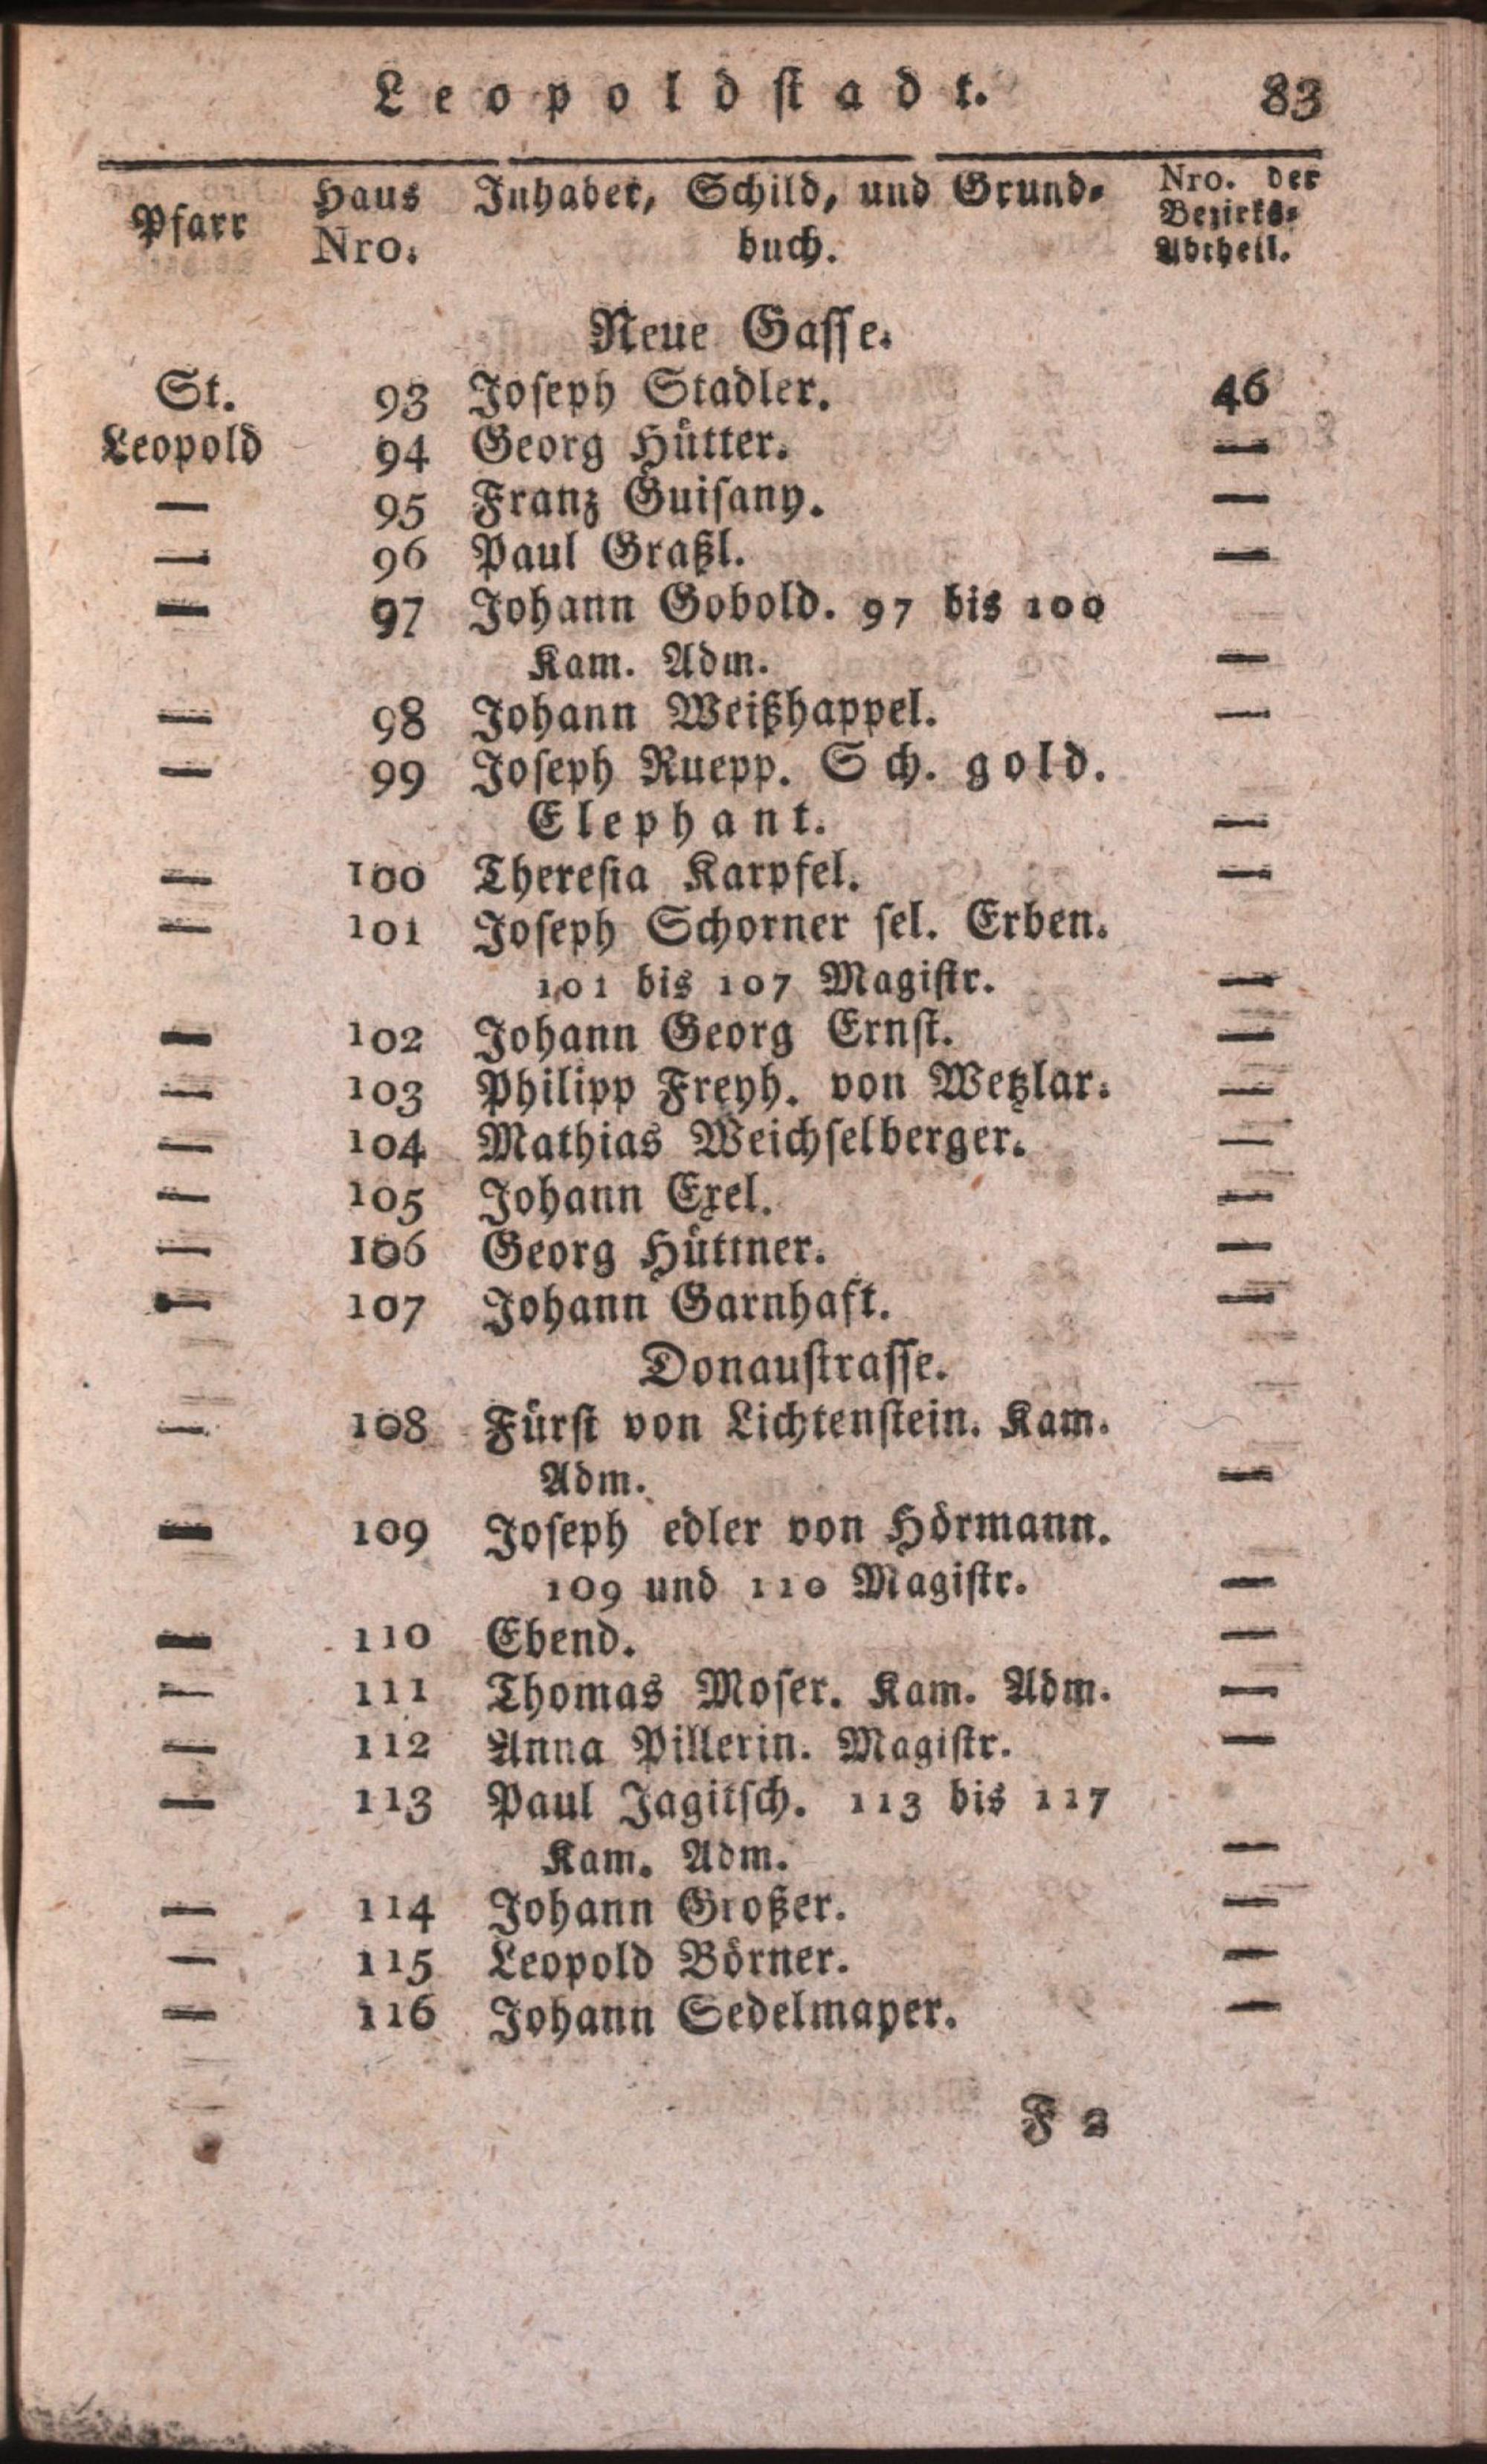 Leopoldstadt. 83
Pfarr Haus Nro. Inhaber, Schild, und Grund- buch. Nro. der Bezirks- Abtheil.
Neue Gasse.
St. 93 Joseph Stadler. 46
Leopold 94 Georg Hütter. —
— 95 Franz Guisany. —
— 96 Paul Graßl. —
— 97 Johann Gobold. 97 bis 100
Kam. Adm. —
— 98 Johann Weißhappel. —
— 99 Joseph Ruepp. Sch. gold.
Elephant. —
— 100 Theresia Karpfel. —
— 101 Joseph Schorner sel. Erben.
101 bis 107 Magistr. —
— 102 Johann Georg Ernst. —
— 103 Philipp Freyh. von Wetzlar. —
— 104 Mathias Weichselberger. —
— 105 Johann Exel. —
— 106 Georg Hüttner. —
— 107 Johann Garnhaft. —
Donaustrasse.
— 108 Fürst von Lichtenstein. Kam.
Adm. —
— 109 Joseph edler von Hörmann.
109 und 110 Magistr. —
— 110 Ebend. —
— 111 Thomas Moser. Kam. Adm. —
— 112 Anna Pillerin. Magistr. —
— 113 Paul Jagitsch. 113 bis 117
Kam. Adm. —
— 114 Johann Großer. —
— 115 Leopold Börner. —
— 116 Johann Sedelmayer. —
F 2